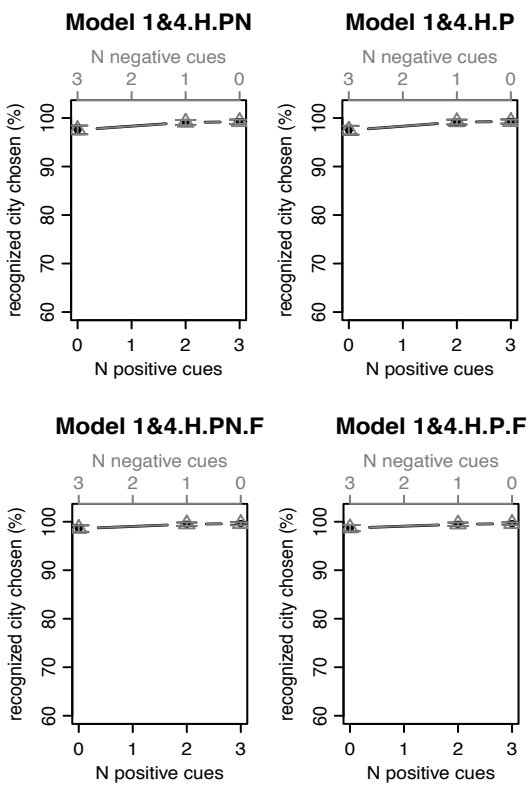 Model 1&4.H.PN
N negative cues
3 2 1 0
recognized city chosen (%)
100
90
80
70
60
0 1 2 3
N positive cues
Model 1&4.H.P
N negative cues
3 2 1 0
recognized city chosen (%)
100
90
80
70
60
0 1 2 3
N positive cues
Model 1&4.H.PN.F
N negative cues
3 2 1 0
recognized city chosen (%)
100
90
80
70
60
0 1 2 3
N positive cues
Model 1&4.H.P.F
N negative cues
3 2 1 0
recognized city chosen (%)
100
90
80
70
60
0 1 2 3
N positive cues